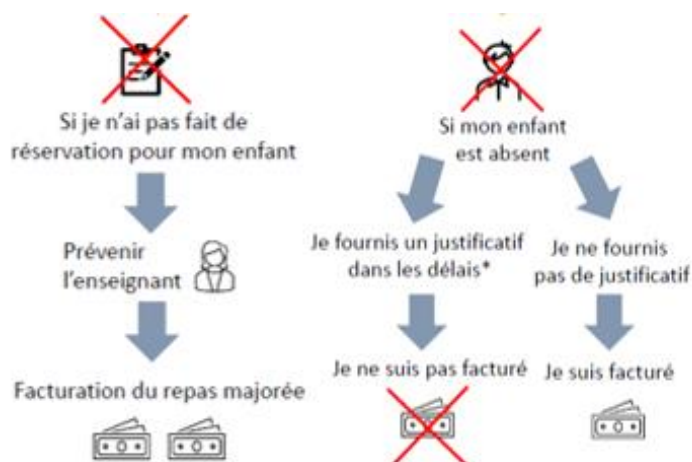 Si je n'ai pas fait de
réservation pour mon enfant
Prévenir
l'enseignant
Facturation du repas majorée
Si mon enfant
est absent
Je fournis un justificatif
dans les délais*
Je ne suis pas facturé
Je ne fournis
pas de justificatif
Je suis facturé